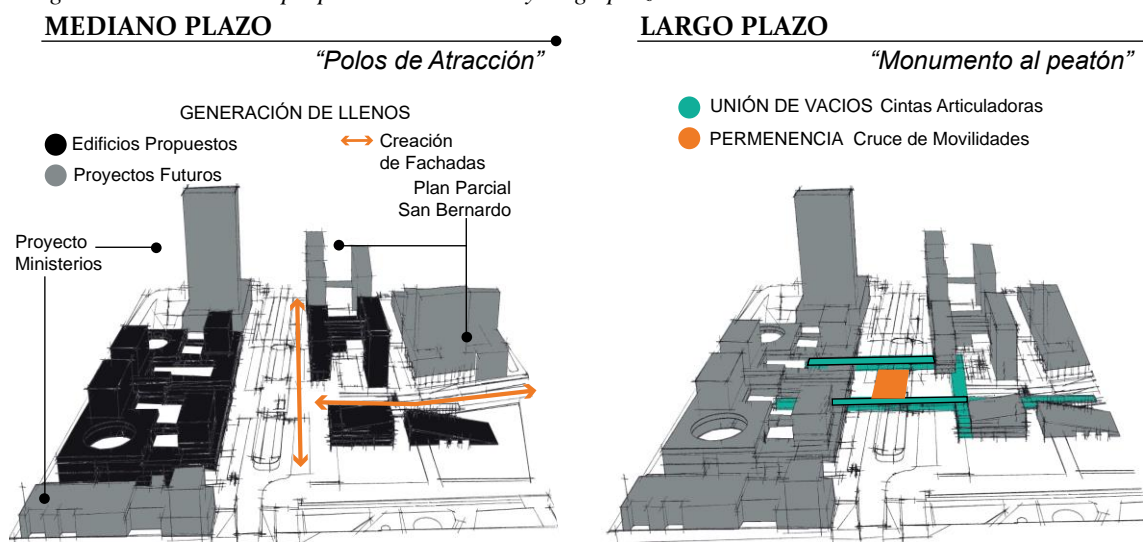 MEDIANO PLAZO
“Polos de Atracción”
GENERACIÓN DE LLENOS
Edificios Propuestos
Proyectos Futuros
Creación
de Fachadas
Plan Parcial
San Bernardo
Proyecto
Ministerios
LARGO PLAZO
“Monumento al peatón”
UNIÓN DE VACIOS Cintas Articuladoras
PERMENENCIA Cruce de Movilidades